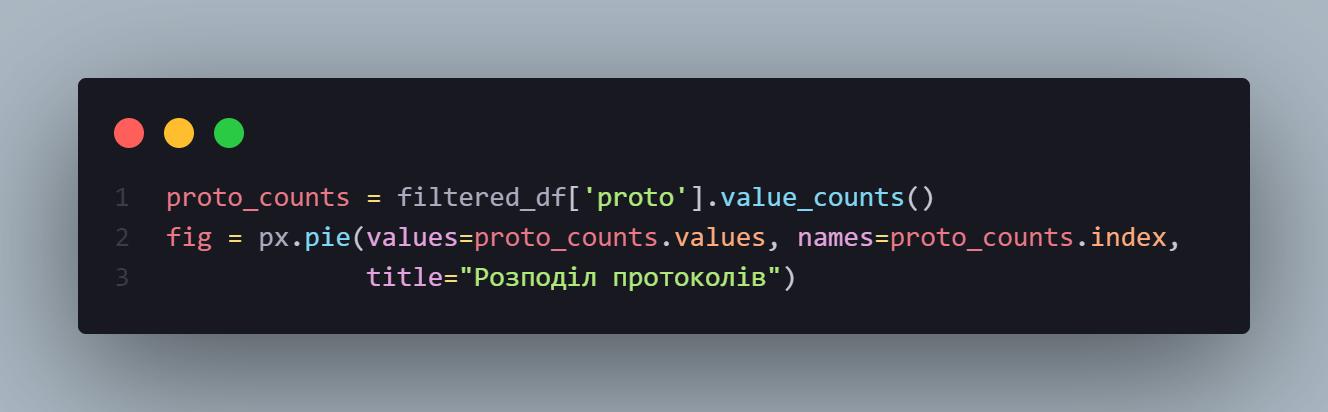 1 proto_counts = filtered_df['proto'].value_counts()
2 fig = px.pie(values=proto_counts.values, names=proto_counts.index,
3 title="Розподіл протоколів")